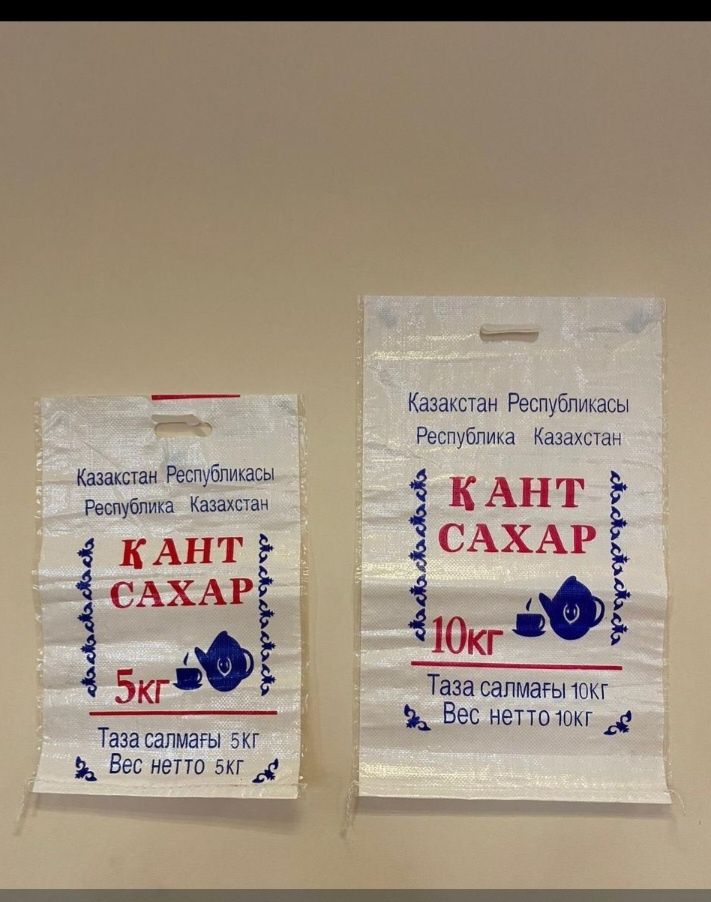 Казакстан Республикасы
Республика Казахстан
ҚАНТ
САХАР
5кг
Таза салмағы 5кг
Вес нетто 5кг
Казакстан Республикасы
Республика Казахстан
ҚАНТ
САХАР
10кг
Таза салмағы 10кг
Вес нетто 10кг